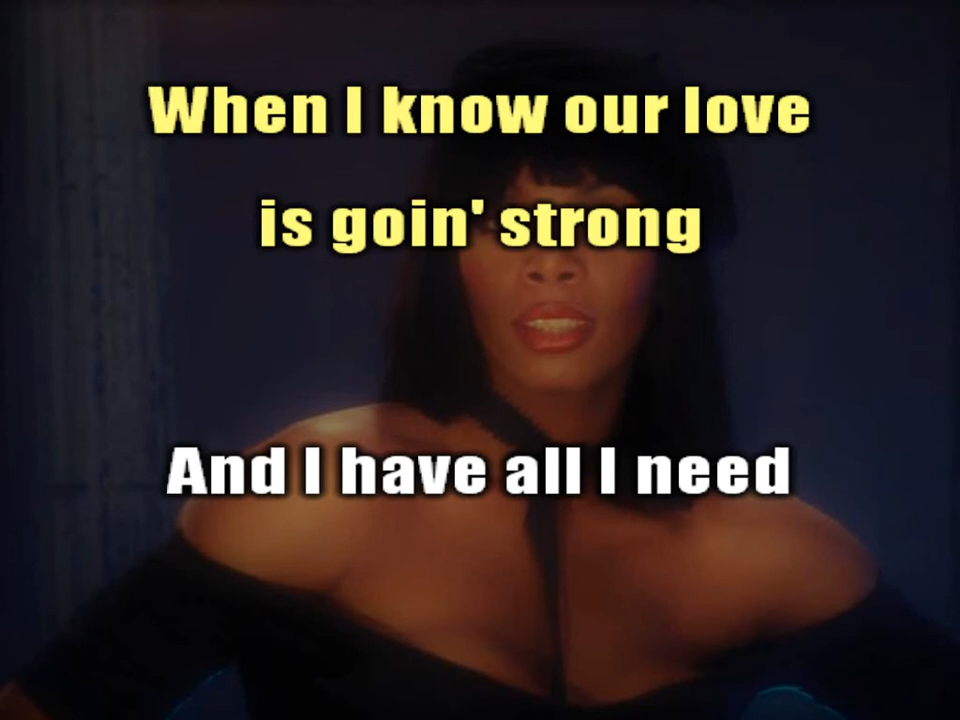 When I know our love
is goin' strong
And I have all I need